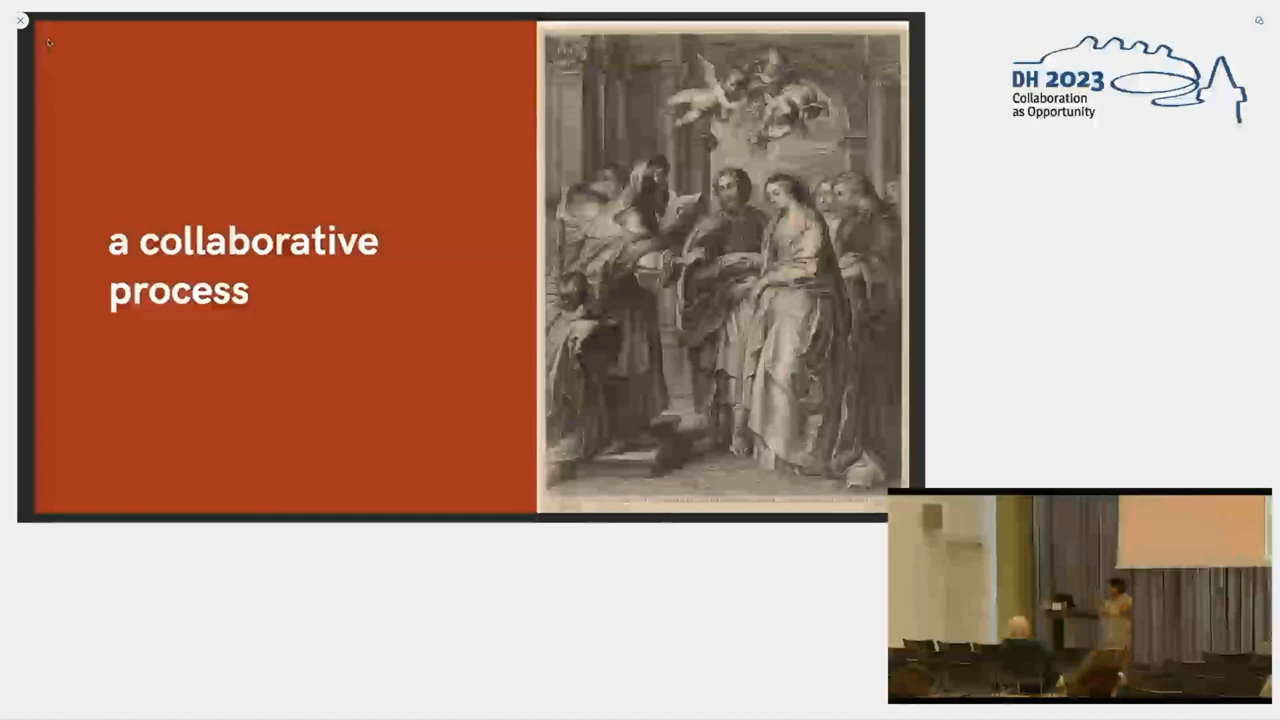 a collaborative
process
DH 2023
Collaboration
as Opportunity